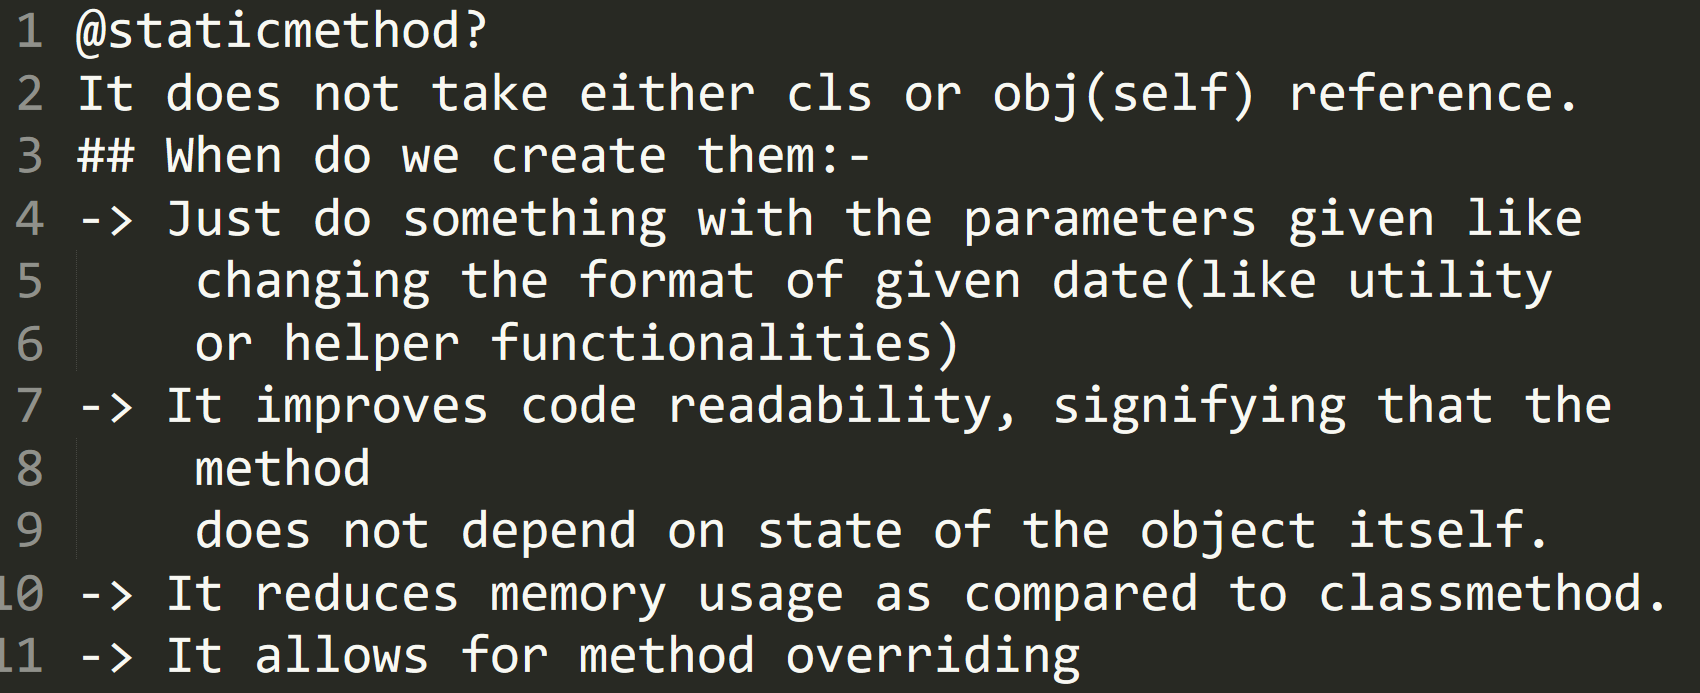 1 @staticmethod?
2 It does not take either cls or obj(self) reference.
3 ## When do we create them:-
4 -> Just do something with the parameters given like
5 changing the format of given date(like utility
6 or helper functionalities)
7 -> It improves code readability, signifying that the
8 method
9 does not depend on state of the object itself.
10 -> It reduces memory usage as compared to classmethod.
11 -> It allows for method overriding